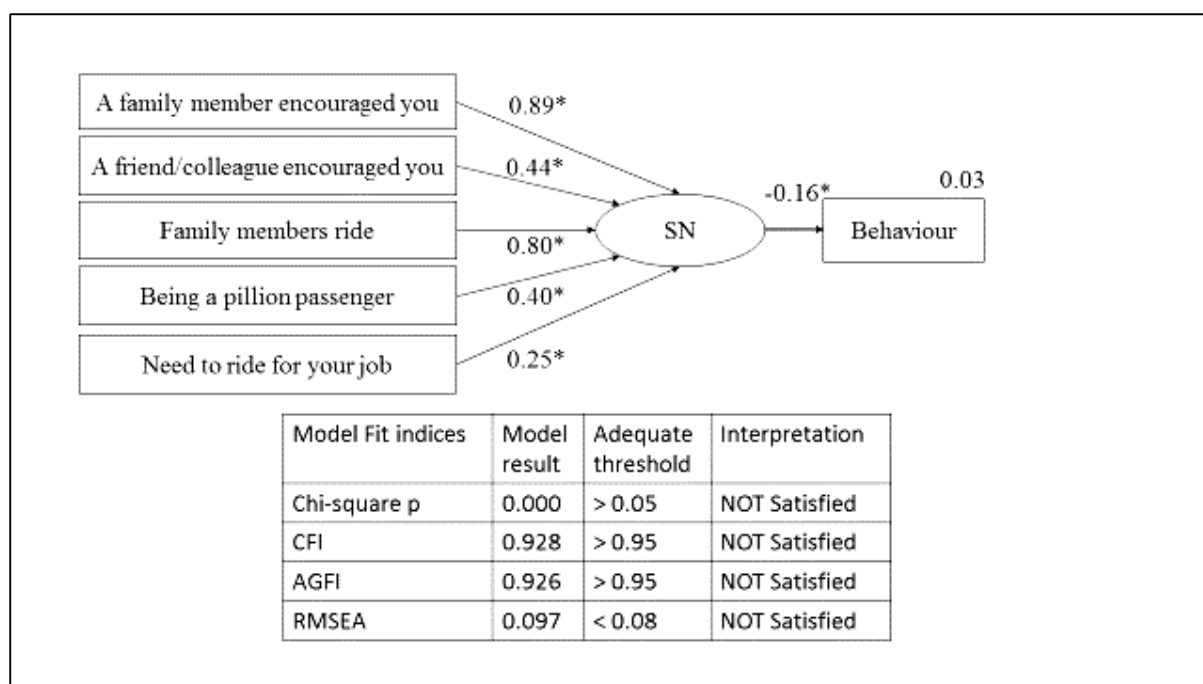 A family member encouraged you
0.89*
A friend/colleague encouraged you
0.44*
Family members ride
0.80*
SN
-0.16*
0.03
Behaviour
Being a pillion passenger
0.40*
Need to ride for your job
0.25*
Model Fit indices
Model
result
Adequate
threshold
Interpretation
Chi-square p 0.000 > 0.05 NOT Satisfied
CFI 0.928 > 0.95 NOT Satisfied
AGFI 0.926 > 0.95 NOT Satisfied
RMSEA 0.097 < 0.08 NOT Satisfied